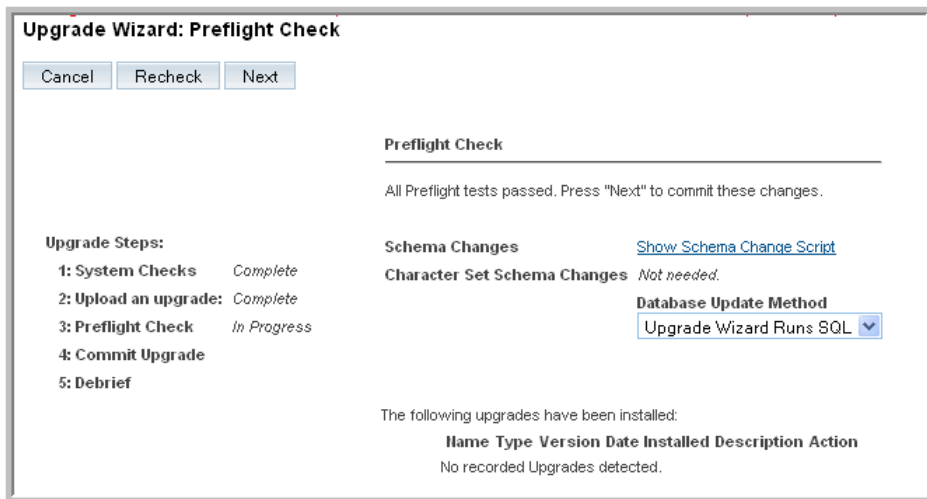 Upgrade Wizard: Preflight Check
Cancel Recheck Next
Preflight Check
All Preflight tests passed. Press "Next" to commit these changes.
Upgrade Steps:
1: System Checks Complete
2: Upload an upgrade: Complete
3: Preflight Check In Progress
4: Commit Upgrade
5: Debrief
Schema Changes Show Schema Change Script
Character Set Schema Changes Not needed.
Database Update Method
Upgrade Wizard Runs SQL
The following upgrades have been installed:
Name Type Version Date Installed Description Action
No recorded Upgrades detected.